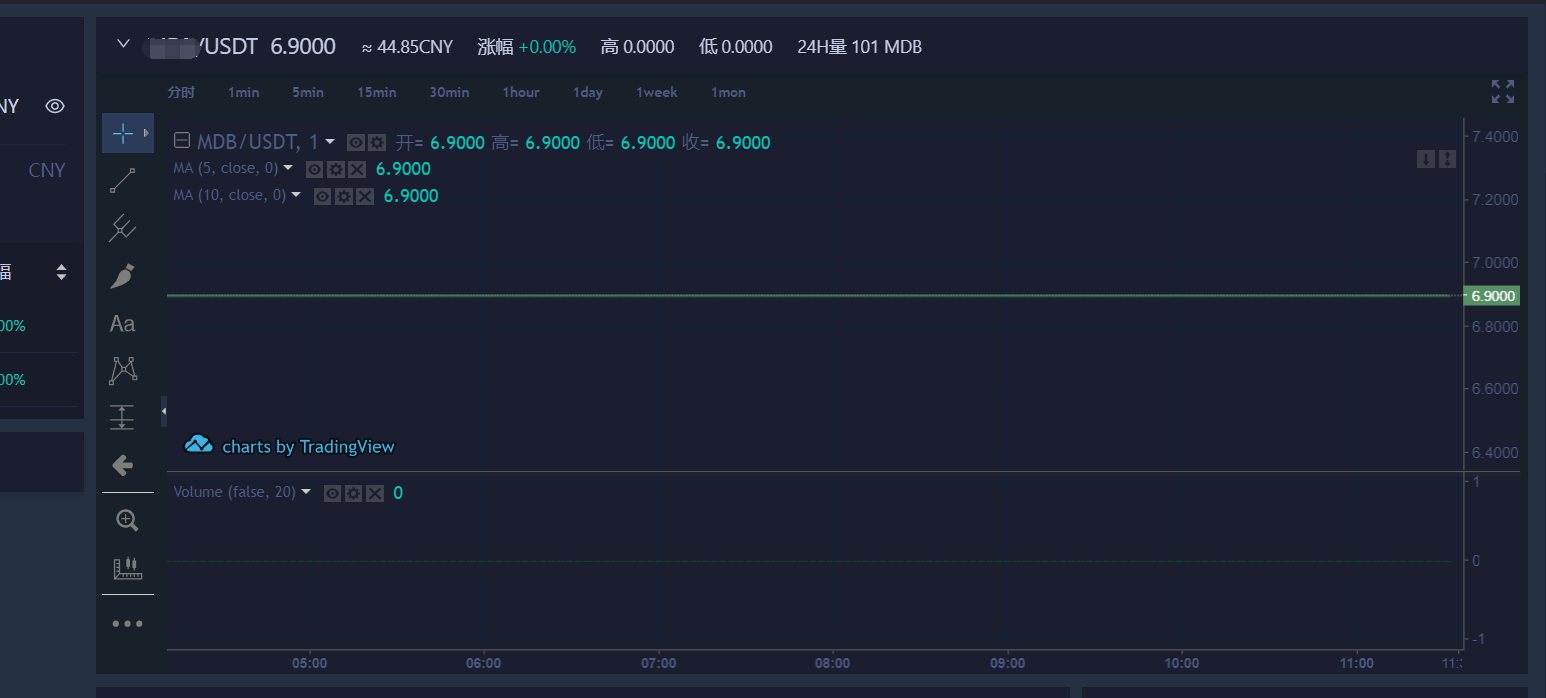 /USDT 6.9000 ≈ 44.85CNY 涨幅 +0.00% 高 0.0000 低 0.0000 24H量 101 MDB
分时 1min 5min 15min 30min 1hour 1day 1week 1mon
NY
CNY
幅
00%
00%
MDB/USDT, 1 开= 6.9000 高= 6.9000 低= 6.9000 收= 6.9000
MA (5, close, 0) 6.9000
MA (10, close, 0) 6.9000
Aa
7.4000
7.2000
7.0000
6.9000
6.8000
6.6000
6.4000
charts by TradingView
Volume (false, 20) 0
1
0
-1
05:00 06:00 07:00 08:00 09:00 10:00 11:00